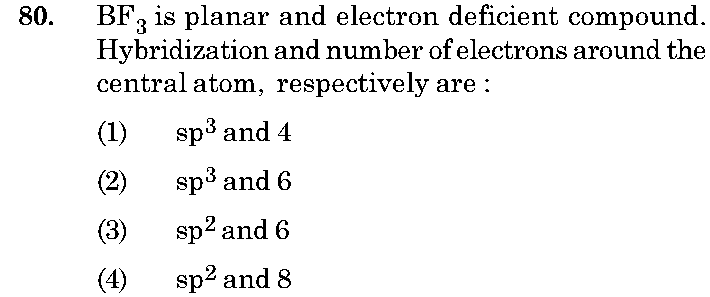 80. BF₃ is planar and electron deficient compound.
Hybridization and number of electrons around the
central atom, respectively are :
(1) sp³ and 4
(2) sp³ and 6
(3) sp² and 6
(4) sp² and 8